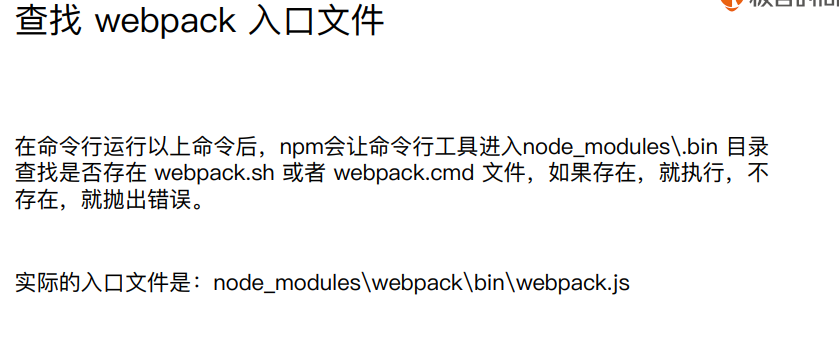 查找 webpack 入口文件
在命令行运行以上命令后，npm会让命令行工具进入node_modules\.bin 目录
查找是否存在 webpack.sh 或者 webpack.cmd 文件，如果存在，就执行，不
存在，就抛出错误。
实际的入口文件是：node_modules\webpack\bin\webpack.js